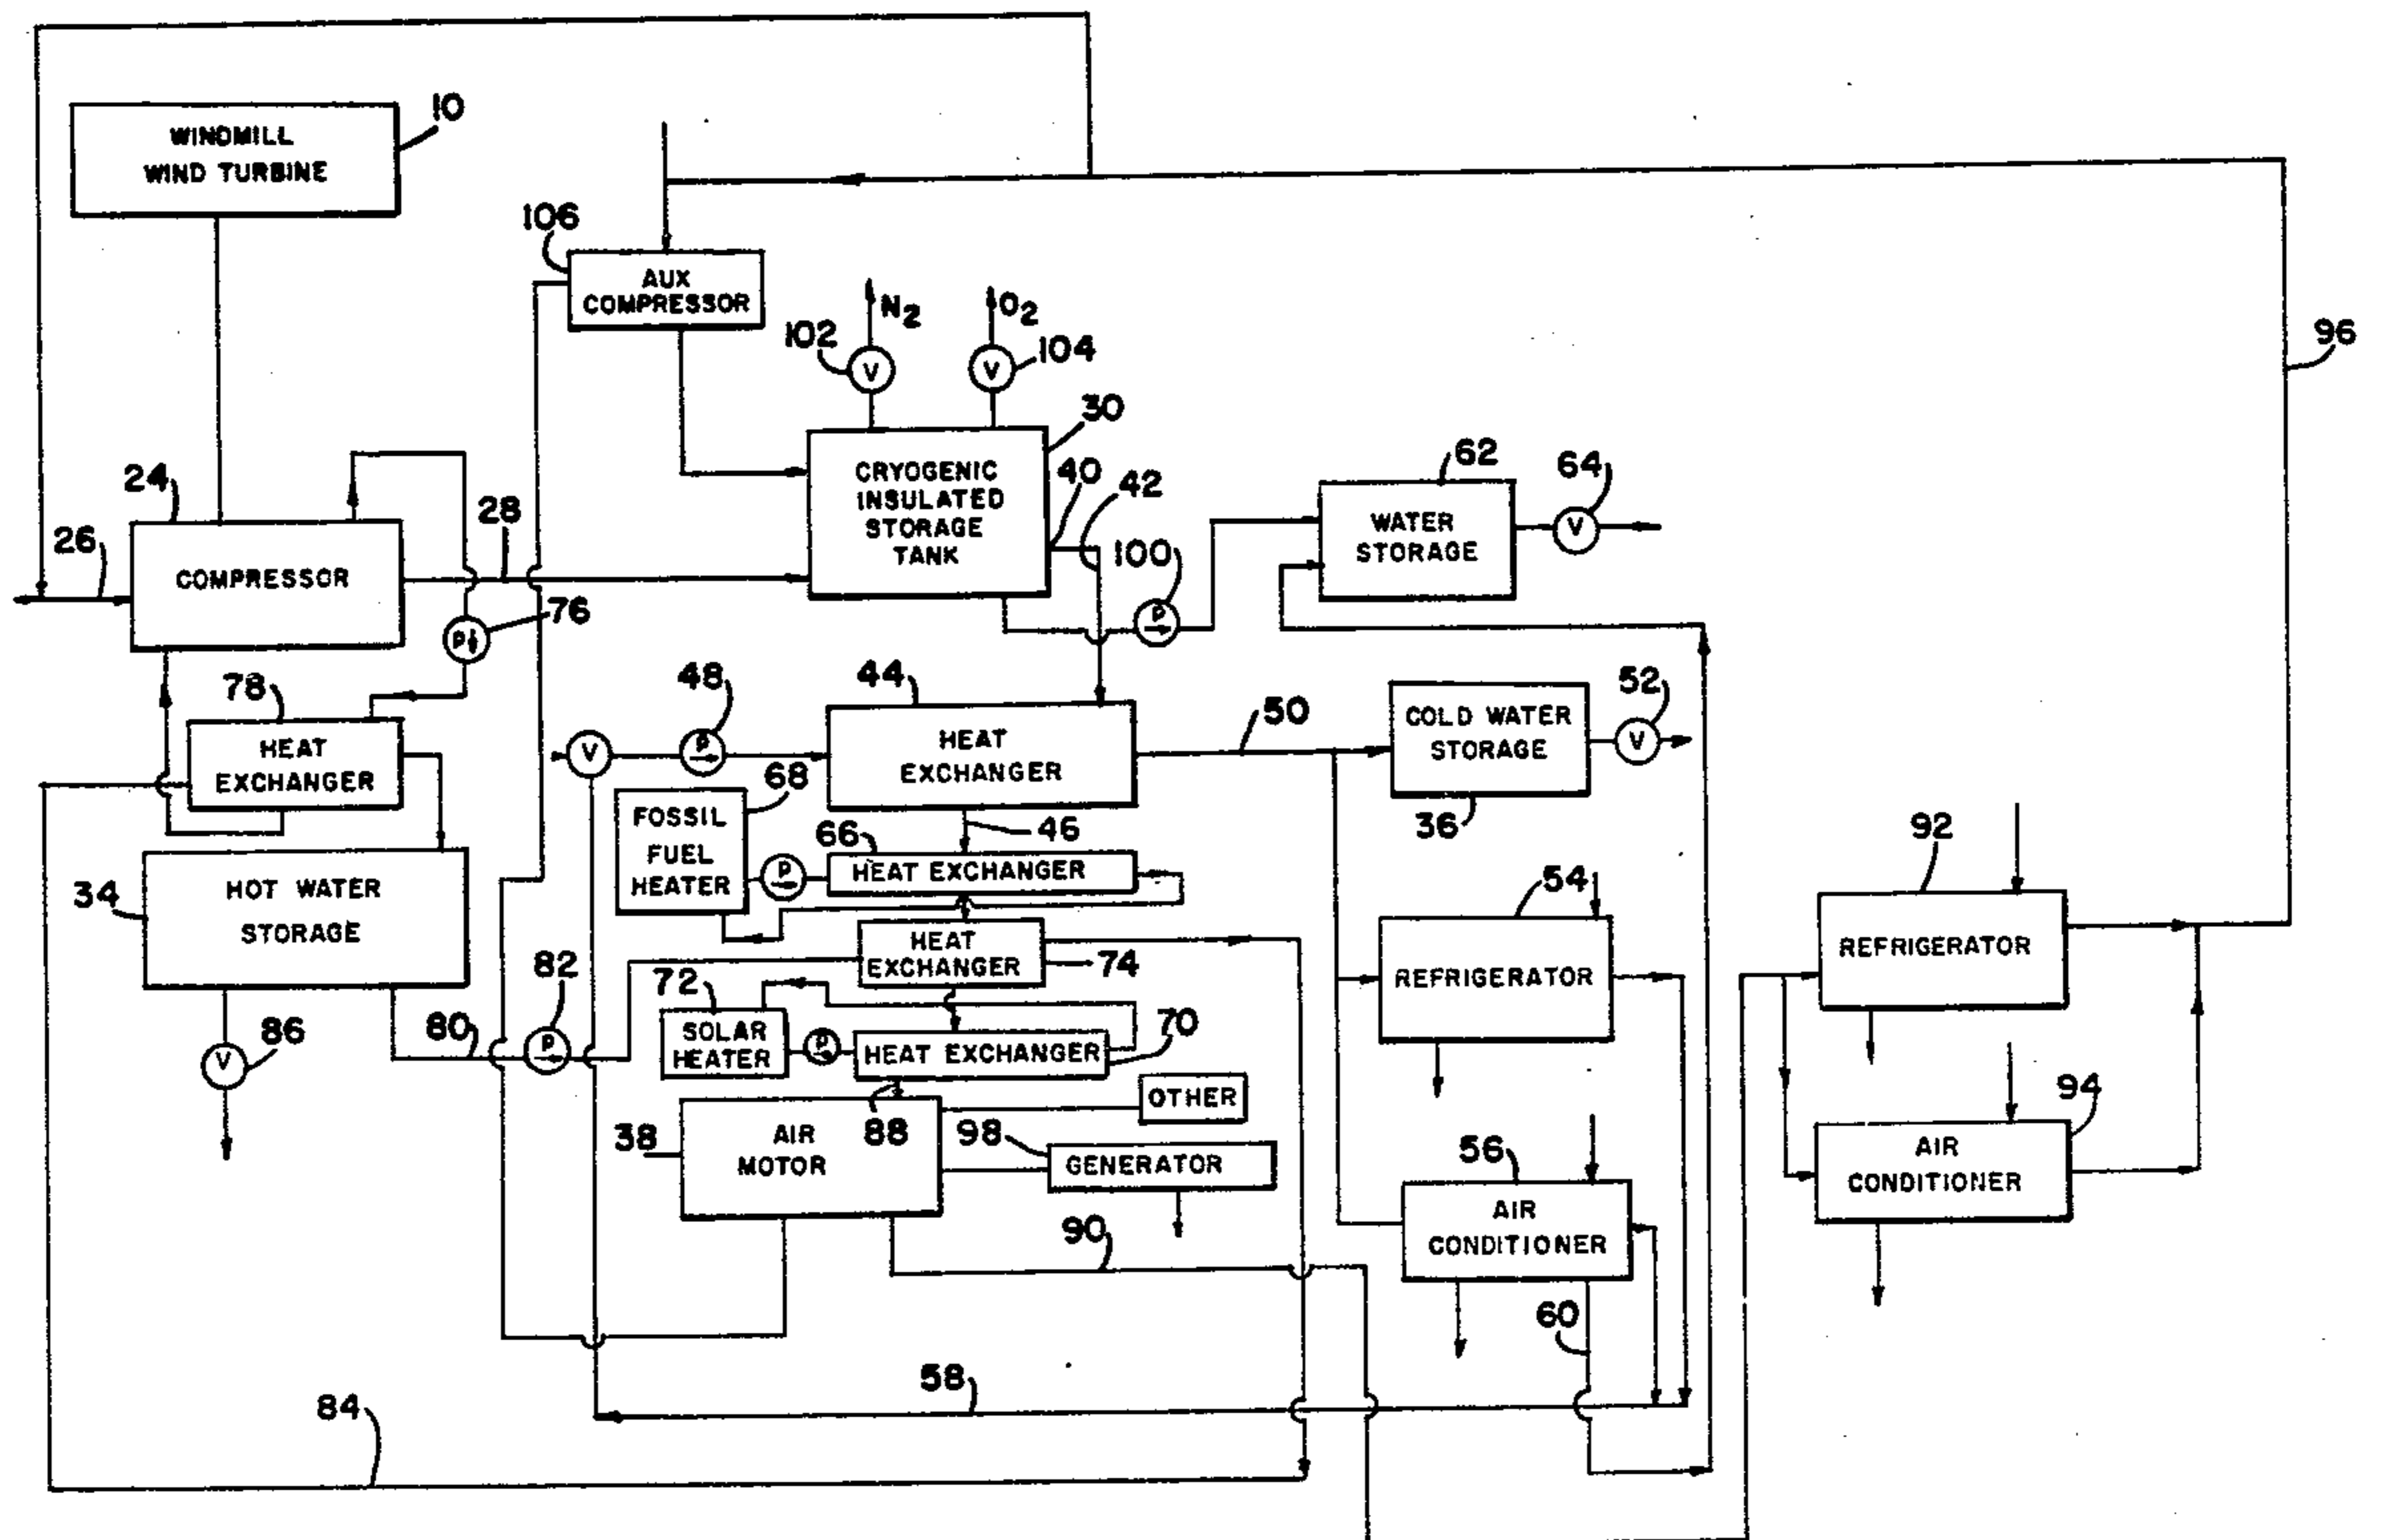 10
WINDMILL
WIND TURBINE
106
AUX
COMPRESSOR
N2
O2
102
V
V
104
96
30
24
28
26
COMPRESSOR
CRYOGENIC
INSULATED
STORAGE
TANK
40
42
100
P
62
64
WATER
STORAGE
V
76
P
78
HEAT
EXCHANGER
48
V
P
44
HEAT
EXCHANGER
50
COLD WATER
STORAGE
52
V
36
68
FOSSIL
FUEL
HEATER
46
66
P
HEAT EXCHANGER
34
HOT WATER
STORAGE
HEAT
EXCHANGER
74
54
REFRIGERATOR
92
REFRIGERATOR
82
P
80
72
SOLAR
HEATER
P
HEAT EXCHANGER
70
V
86
OTHER
38
AIR
MOTOR
88
98
GENERATOR
56
AIR
CONDITIONER
94
AIR
CONDITIONER
90
60
58
84